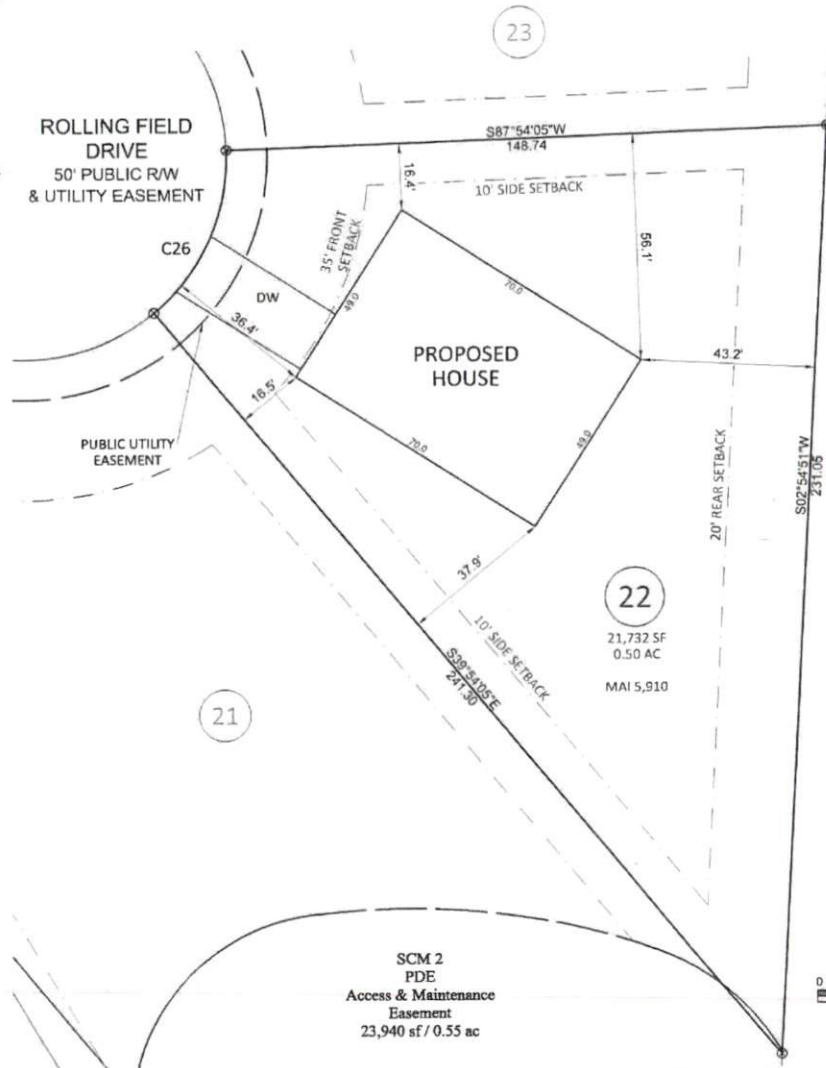 23
ROLLING FIELD
DRIVE
50' PUBLIC R/W
& UTILITY EASEMENT
S87°54'05"W
148.74
16.4'
10' SIDE SETBACK
35' FRONT
SETBACK
C26
DW
56.1'
49.0
70.0
36.4'
PROPOSED
HOUSE
43.2'
16.5'
PUBLIC UTILITY
EASEMENT
70.0
49.0
S02°54'51"W
231.05
20' REAR SETBACK
37.9'
22
21,732 SF
0.50 AC
MAI 5,910
10' SIDE SETBACK
S39°54'05"E
241.30
21
SCM 2
PDE
Access & Maintenance
Easement
23,940 sf / 0.55 ac
0